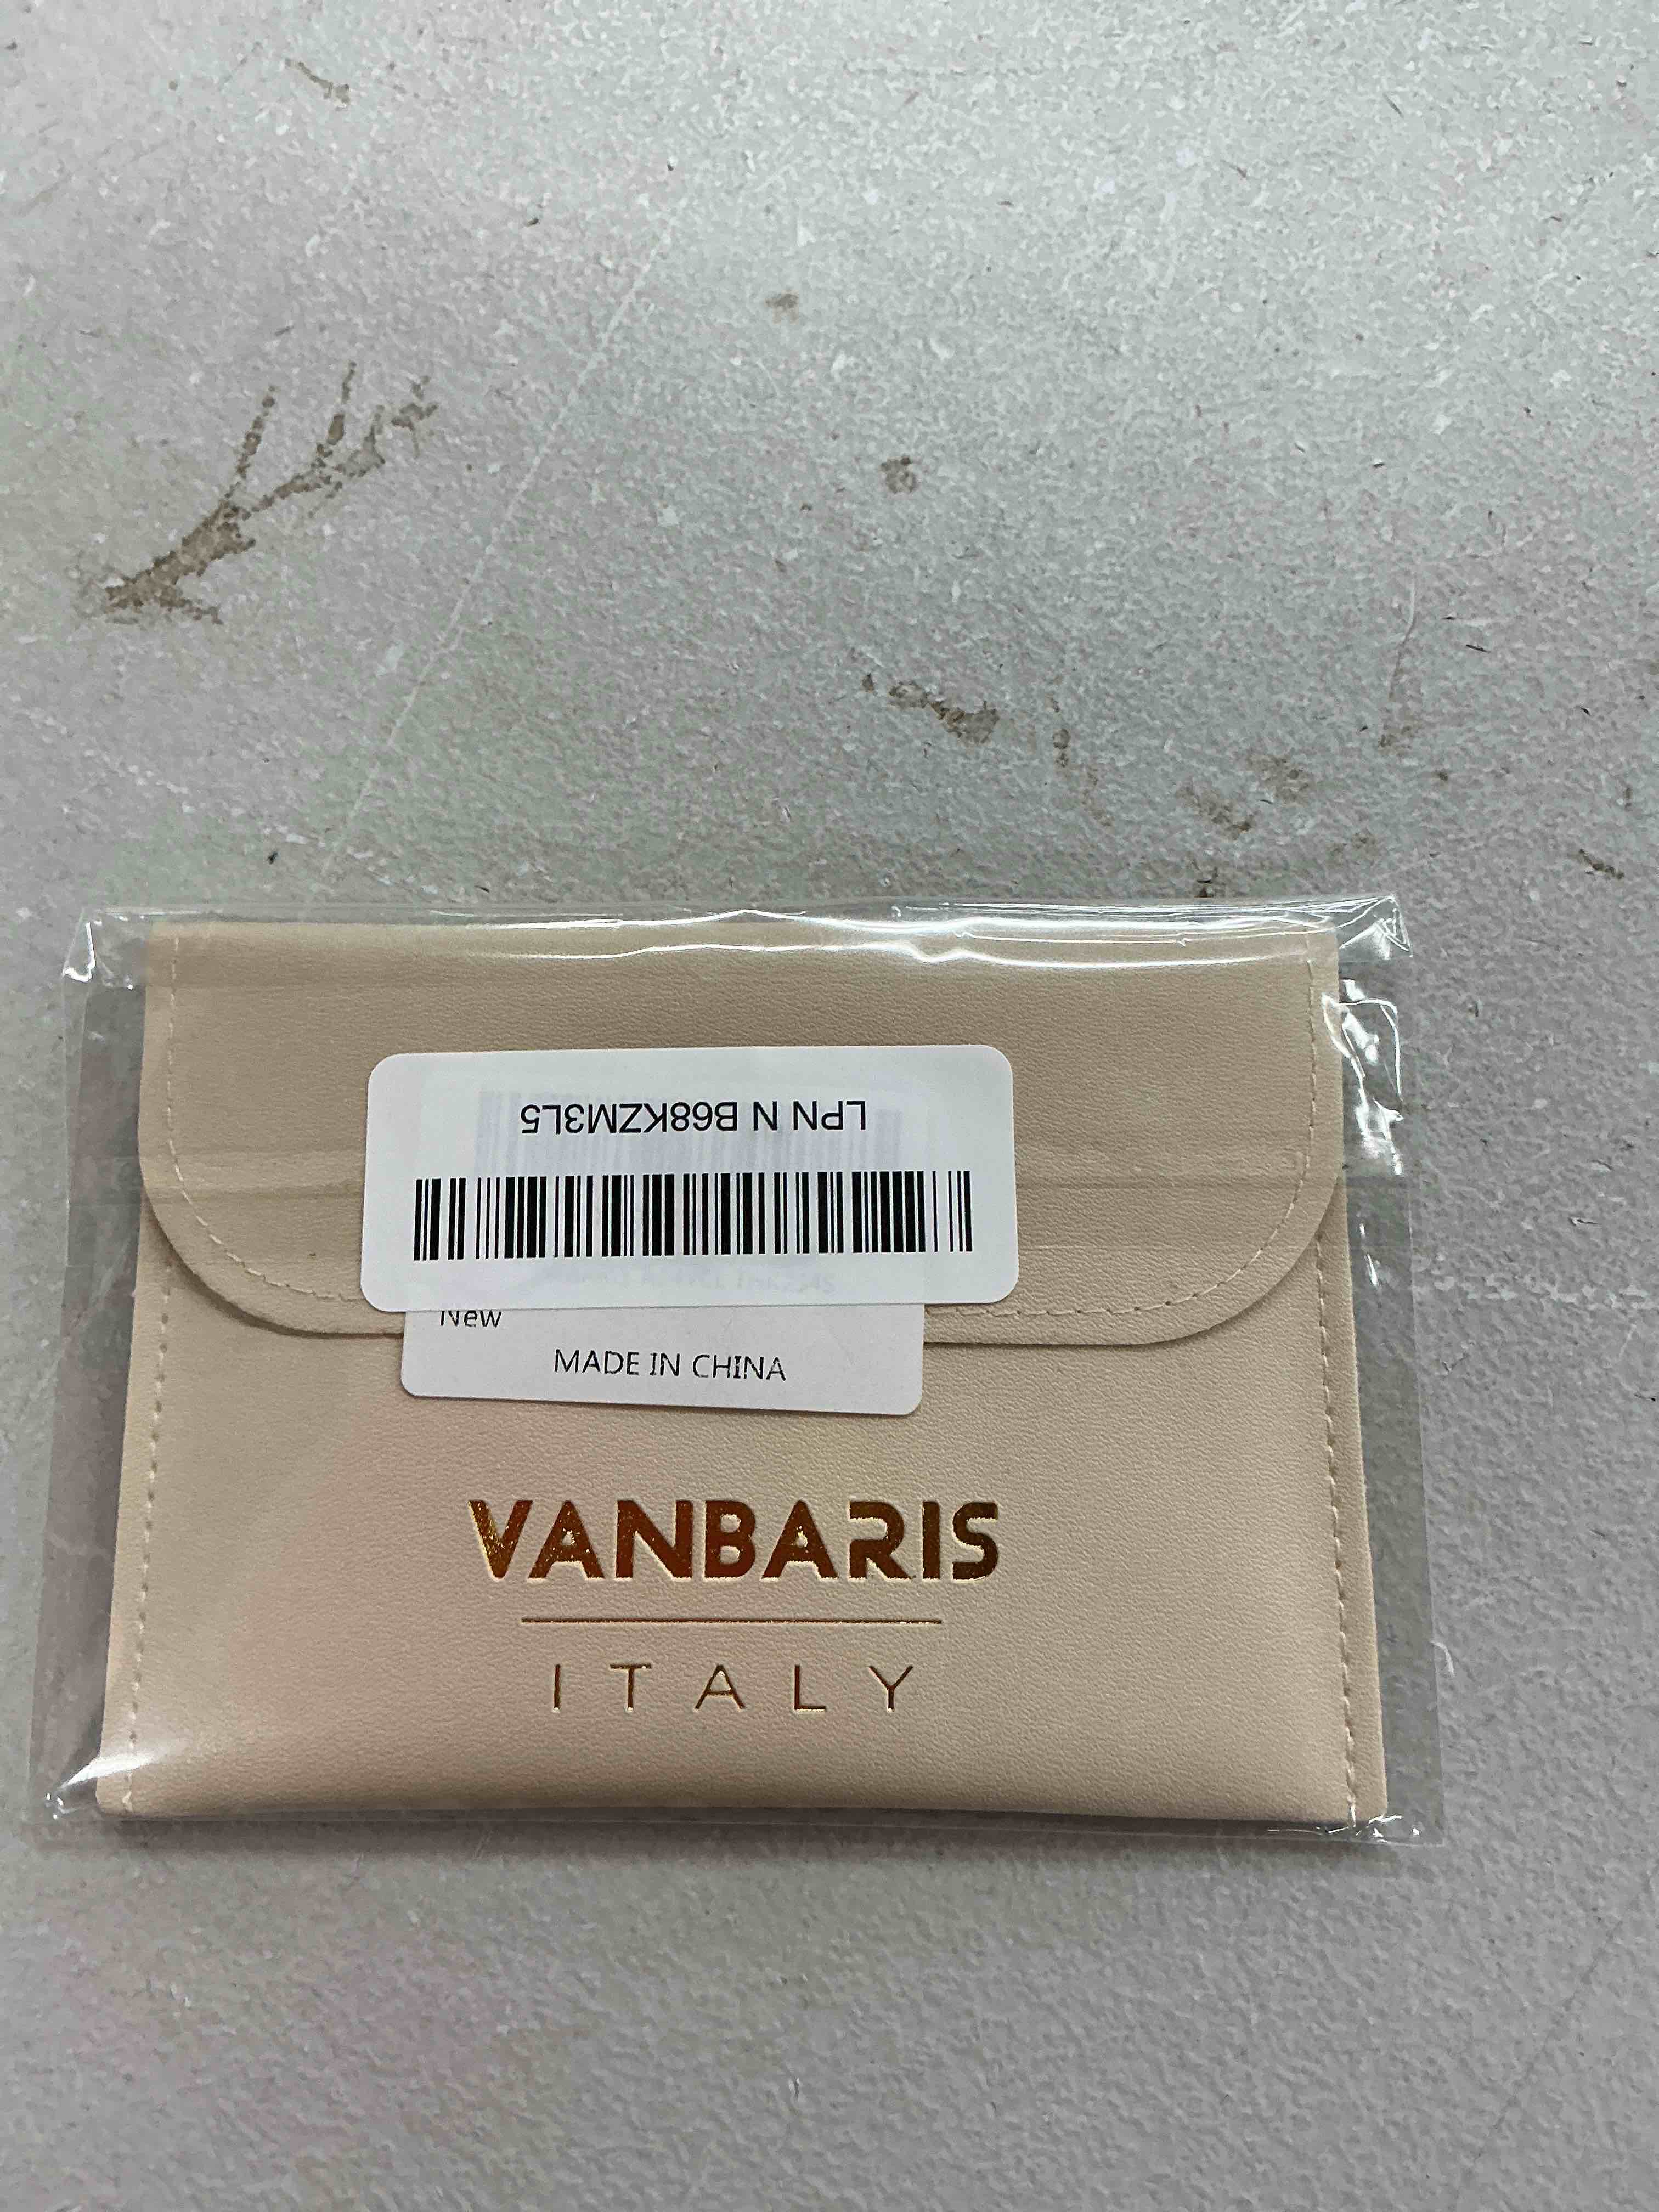 LPN N B68KZM3L5
New
MADE IN CHINA
VANBARIS
ITALY